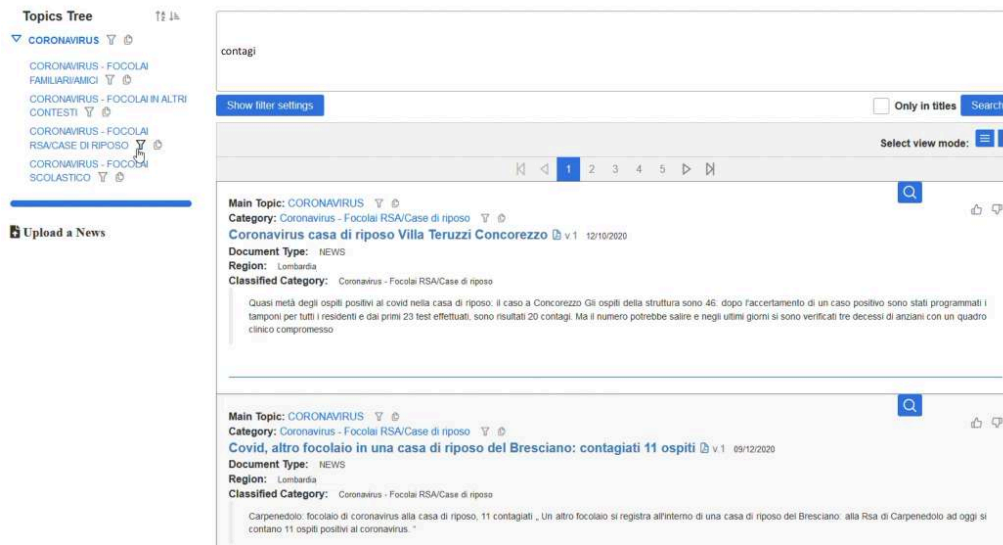 Topics Tree
CORONAVIRUS
CORONAVIRUS - FOCOLAI
FAMILIARI/AMICI
CORONAVIRUS - FOCOLAI IN ALTRI
CONTESTI
CORONAVIRUS - FOCOLAI
RSA/CASE DI RIPOSO
CORONAVIRUS - FOCOLAI
SCOLASTICO
Upload a News
contagi
Show filter settings
Only in titles Search
Select view mode:
1 2 3 4 5
Main Topic: CORONAVIRUS
Category: Coronavirus - Focolai RSA/Case di riposo
Coronavirus casa di riposo Villa Teruzzi Concorezzo v.1 12/10/2020
Document Type: NEWS
Region: Lombardia
Classified Category: Coronavirus - Focolai RSA/Case di riposo
Quasi metà degli ospiti positivi al covid nella casa di riposo: il caso a Concorezzo Gli ospiti della struttura sono 46. dopo l'accertamento di un caso positivo sono stati programmati i
tamponi per tutti i residenti e dai primi 23 test effettuati, sono risultati 20 contagi. Ma il numero potrebbe salire e negli ultimi giorni si sono verificati tre decessi di anziani con un quadro
clinico compromesso
Main Topic: CORONAVIRUS
Category: Coronavirus - Focolai RSA/Case di riposo
Covid, altro focolaio in una casa di riposo del Bresciano: contagiati 11 ospiti v.1 09/12/2020
Document Type: NEWS
Region: Lombardia
Classified Category: Coronavirus - Focolai RSA/Case di riposo
Carpenedolo: focolaio di coronavirus alla casa di riposo, 11 contagiati „ Un altro focolaio si registra all'interno di una casa di riposo del Bresciano: alla Rsa di Carpenedolo ad oggi si
contano 11 ospiti positivi al coronavirus. "